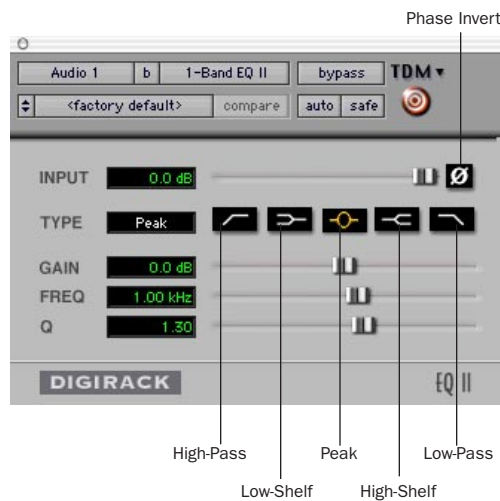 Phase Invert
Audio 1 b 1-Band EQ II bypass TDM
<factory default> compare auto safe
INPUT 0.0 dB Ø
TYPE Peak
GAIN 0.0 dB
FREQ 1.00 kHz
Q 1.30
DIGIRACK EQ II
High-Pass Peak Low-Pass
Low-Shelf High-Shelf